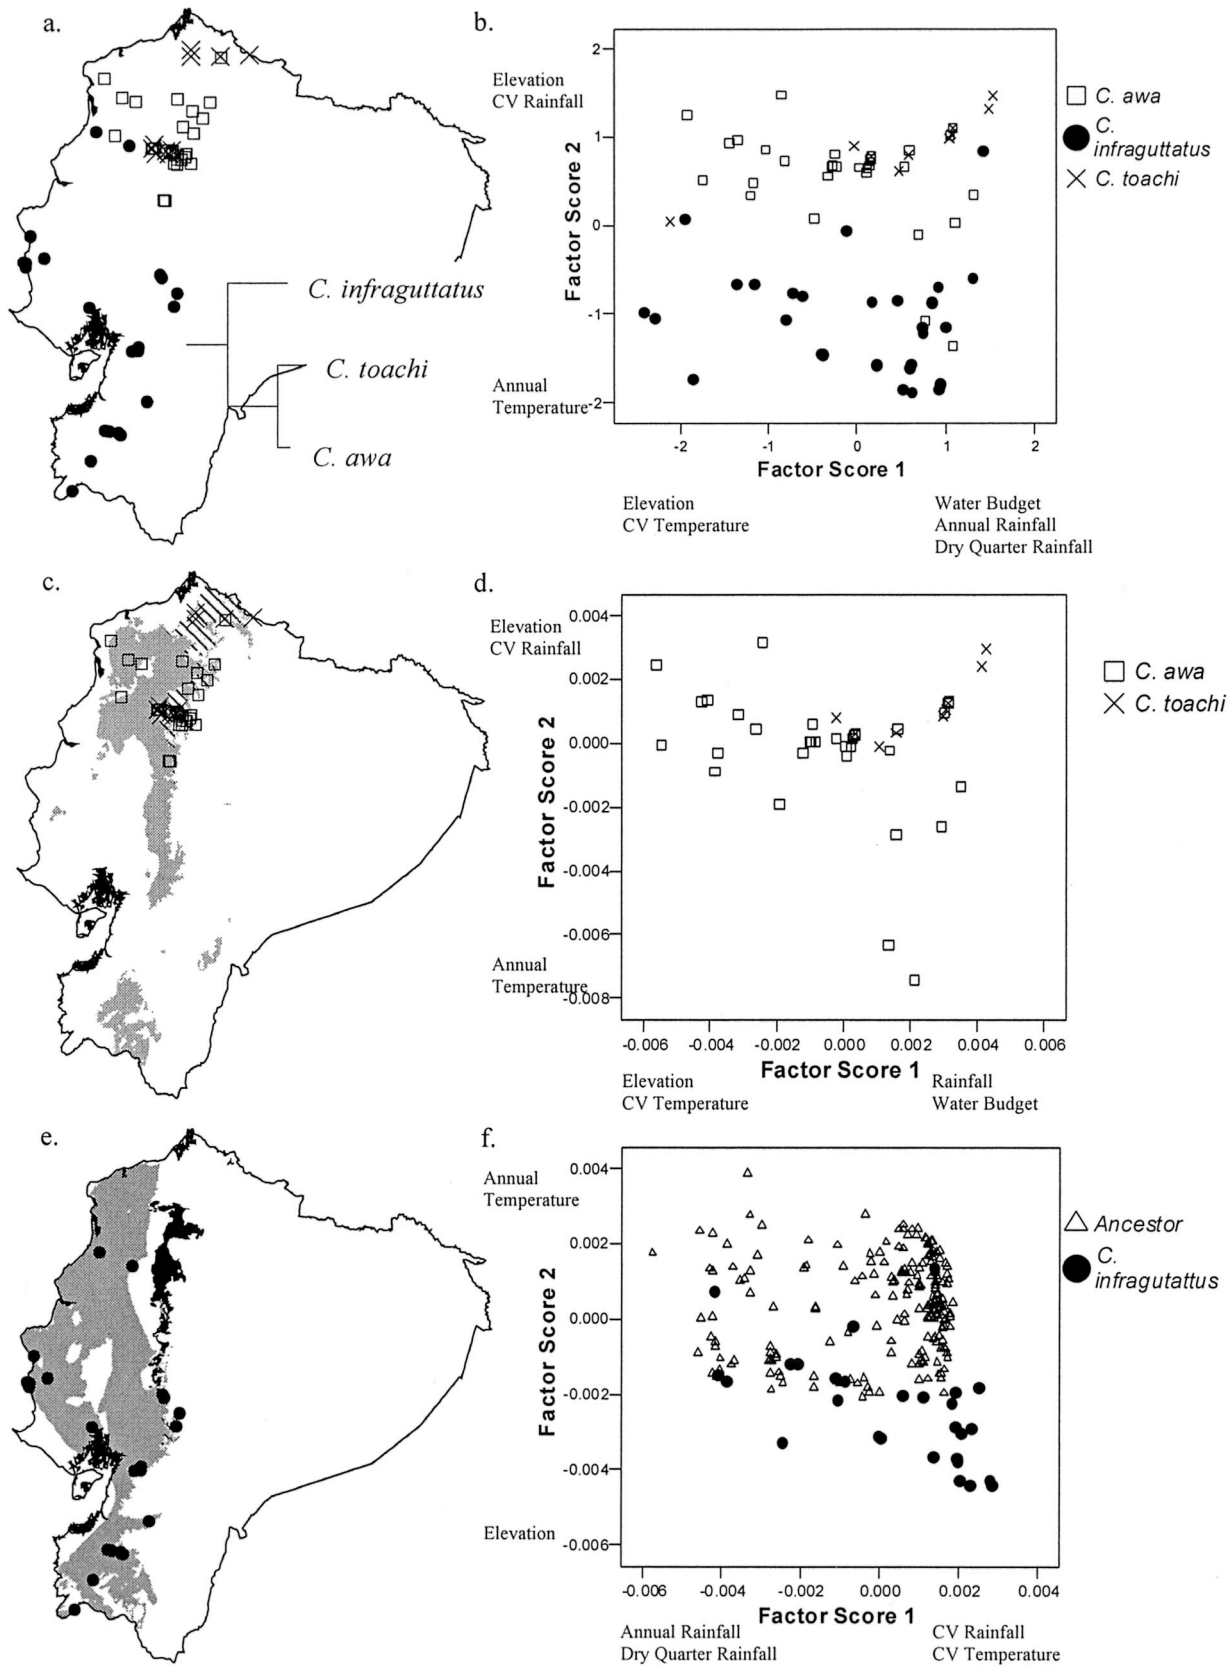 a.
C. infraguttatus
C. toachi
C. awa
b.
Elevation
CV Rainfall
Annual
Temperature
Factor Score 2
2
1
0
-1
-2
-2
-1
0
1
2
Factor Score 1
Elevation
CV Temperature
Water Budget
Annual Rainfall
Dry Quarter Rainfall
C. awa
C.
infraguttatus
C. toachi
c.
d.
Elevation
CV Rainfall
Annual
Temperature
Factor Score 2
0.004
0.002
0.000
-0.002
-0.004
-0.006
-0.008
-0.006
-0.004
-0.002
0.000
0.002
0.004
0.006
Factor Score 1
Elevation
CV Temperature
Rainfall
Water Budget
C. awa
C. toachi
e.
f.
Annual
Temperature
Elevation
Factor Score 2
0.004
0.002
0.000
-0.002
-0.004
-0.006
-0.006
-0.004
-0.002
0.000
0.002
0.004
Factor Score 1
Annual Rainfall
Dry Quarter Rainfall
CV Rainfall
CV Temperature
Ancestor
C.
infragutattus